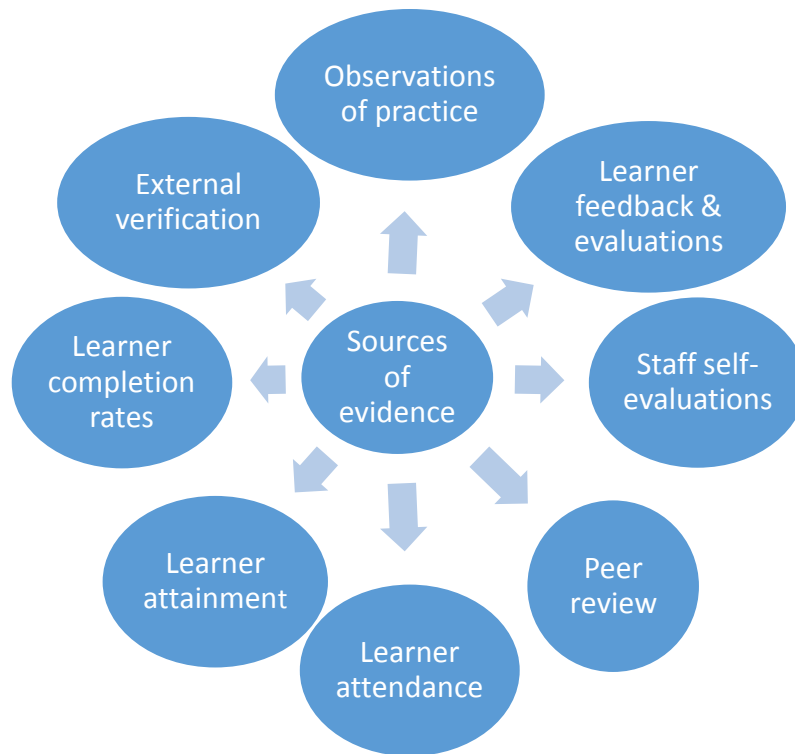 Observations
of practice
Learner
feedback &
evaluations
Staff self-
evaluations
Peer
review
Learner
attendance
Learner
attainment
Learner
completion
rates
External
verification
Sources
of
evidence